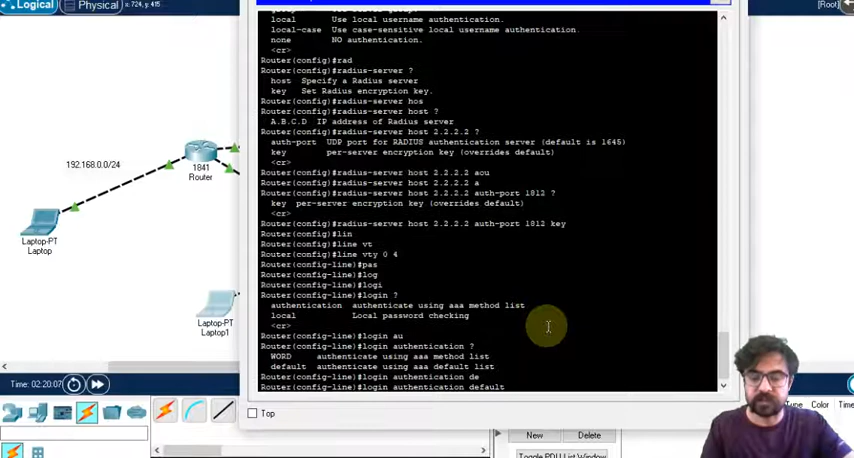 Logical
Physical
x: 724, y: 415
[Root]
local Use local username authentication.
local-case Use case-sensitive local username authentication.
none NO authentication.
<cr>
Router(config)#rad
Router(config)#radius-server ?
host Specify a Radius server
key Set Radius encryption key.
Router(config)#radius-server hos
Router(config)#radius-server host ?
A.B.C.D IP address of Radius server
Router(config)#radius-server host 2.2.2.2 ?
auth-port UDP port for RADIUS authentication server (default is 1645)
key per-server encryption key (overrides default)
<cr>
Router(config)#radius-server host 2.2.2.2 aou
Router(config)#radius-server host 2.2.2.2 a
Router(config)#radius-server host 2.2.2.2 auth-port 1812 ?
key per-server encryption key (overrides default)
<cr>
Router(config)#radius-server host 2.2.2.2 auth-port 1812 key
Router(config)#lin
Router(config)#line vt
Router(config)#line vty 0 4
Router(config-line)#pas
Router(config-line)#log
Router(config-line)#logi
Router(config-line)#login ?
authentication authenticate using aaa method list
local Local password checking
<cr>
Router(config-line)#login au
Router(config-line)#login authentication ?
WORD authenticate using aaa method list
default authenticate using aaa default list
Router(config-line)#login authentication de
Router(config-line)#login authentication default
192.168.0.0/24
1841
Router
Laptop-PT
Laptop
Laptop-PT
Laptop1
Time: 02:20:07
Top
New
Delete
Toggle PDU List Window
Type
Color
Time(